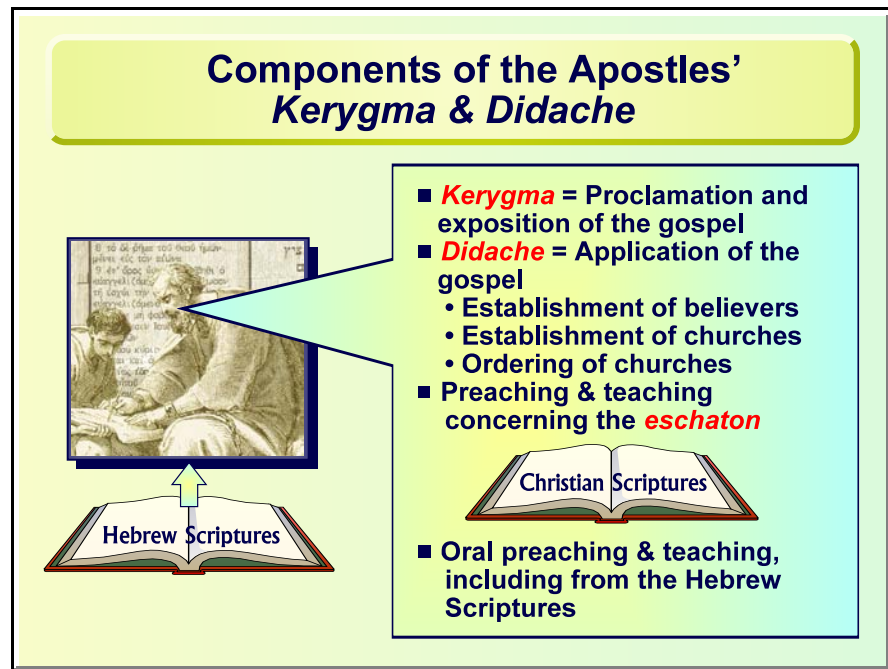 Components of the Apostles’
Kerygma & Didache
■ Kerygma = Proclamation and
exposition of the gospel
■ Didache = Application of the
gospel
• Establishment of believers
• Establishment of churches
• Ordering of churches
■ Preaching & teaching
concerning the eschaton
Christian Scriptures
■ Oral preaching & teaching,
including from the Hebrew
Scriptures
Hebrew Scriptures